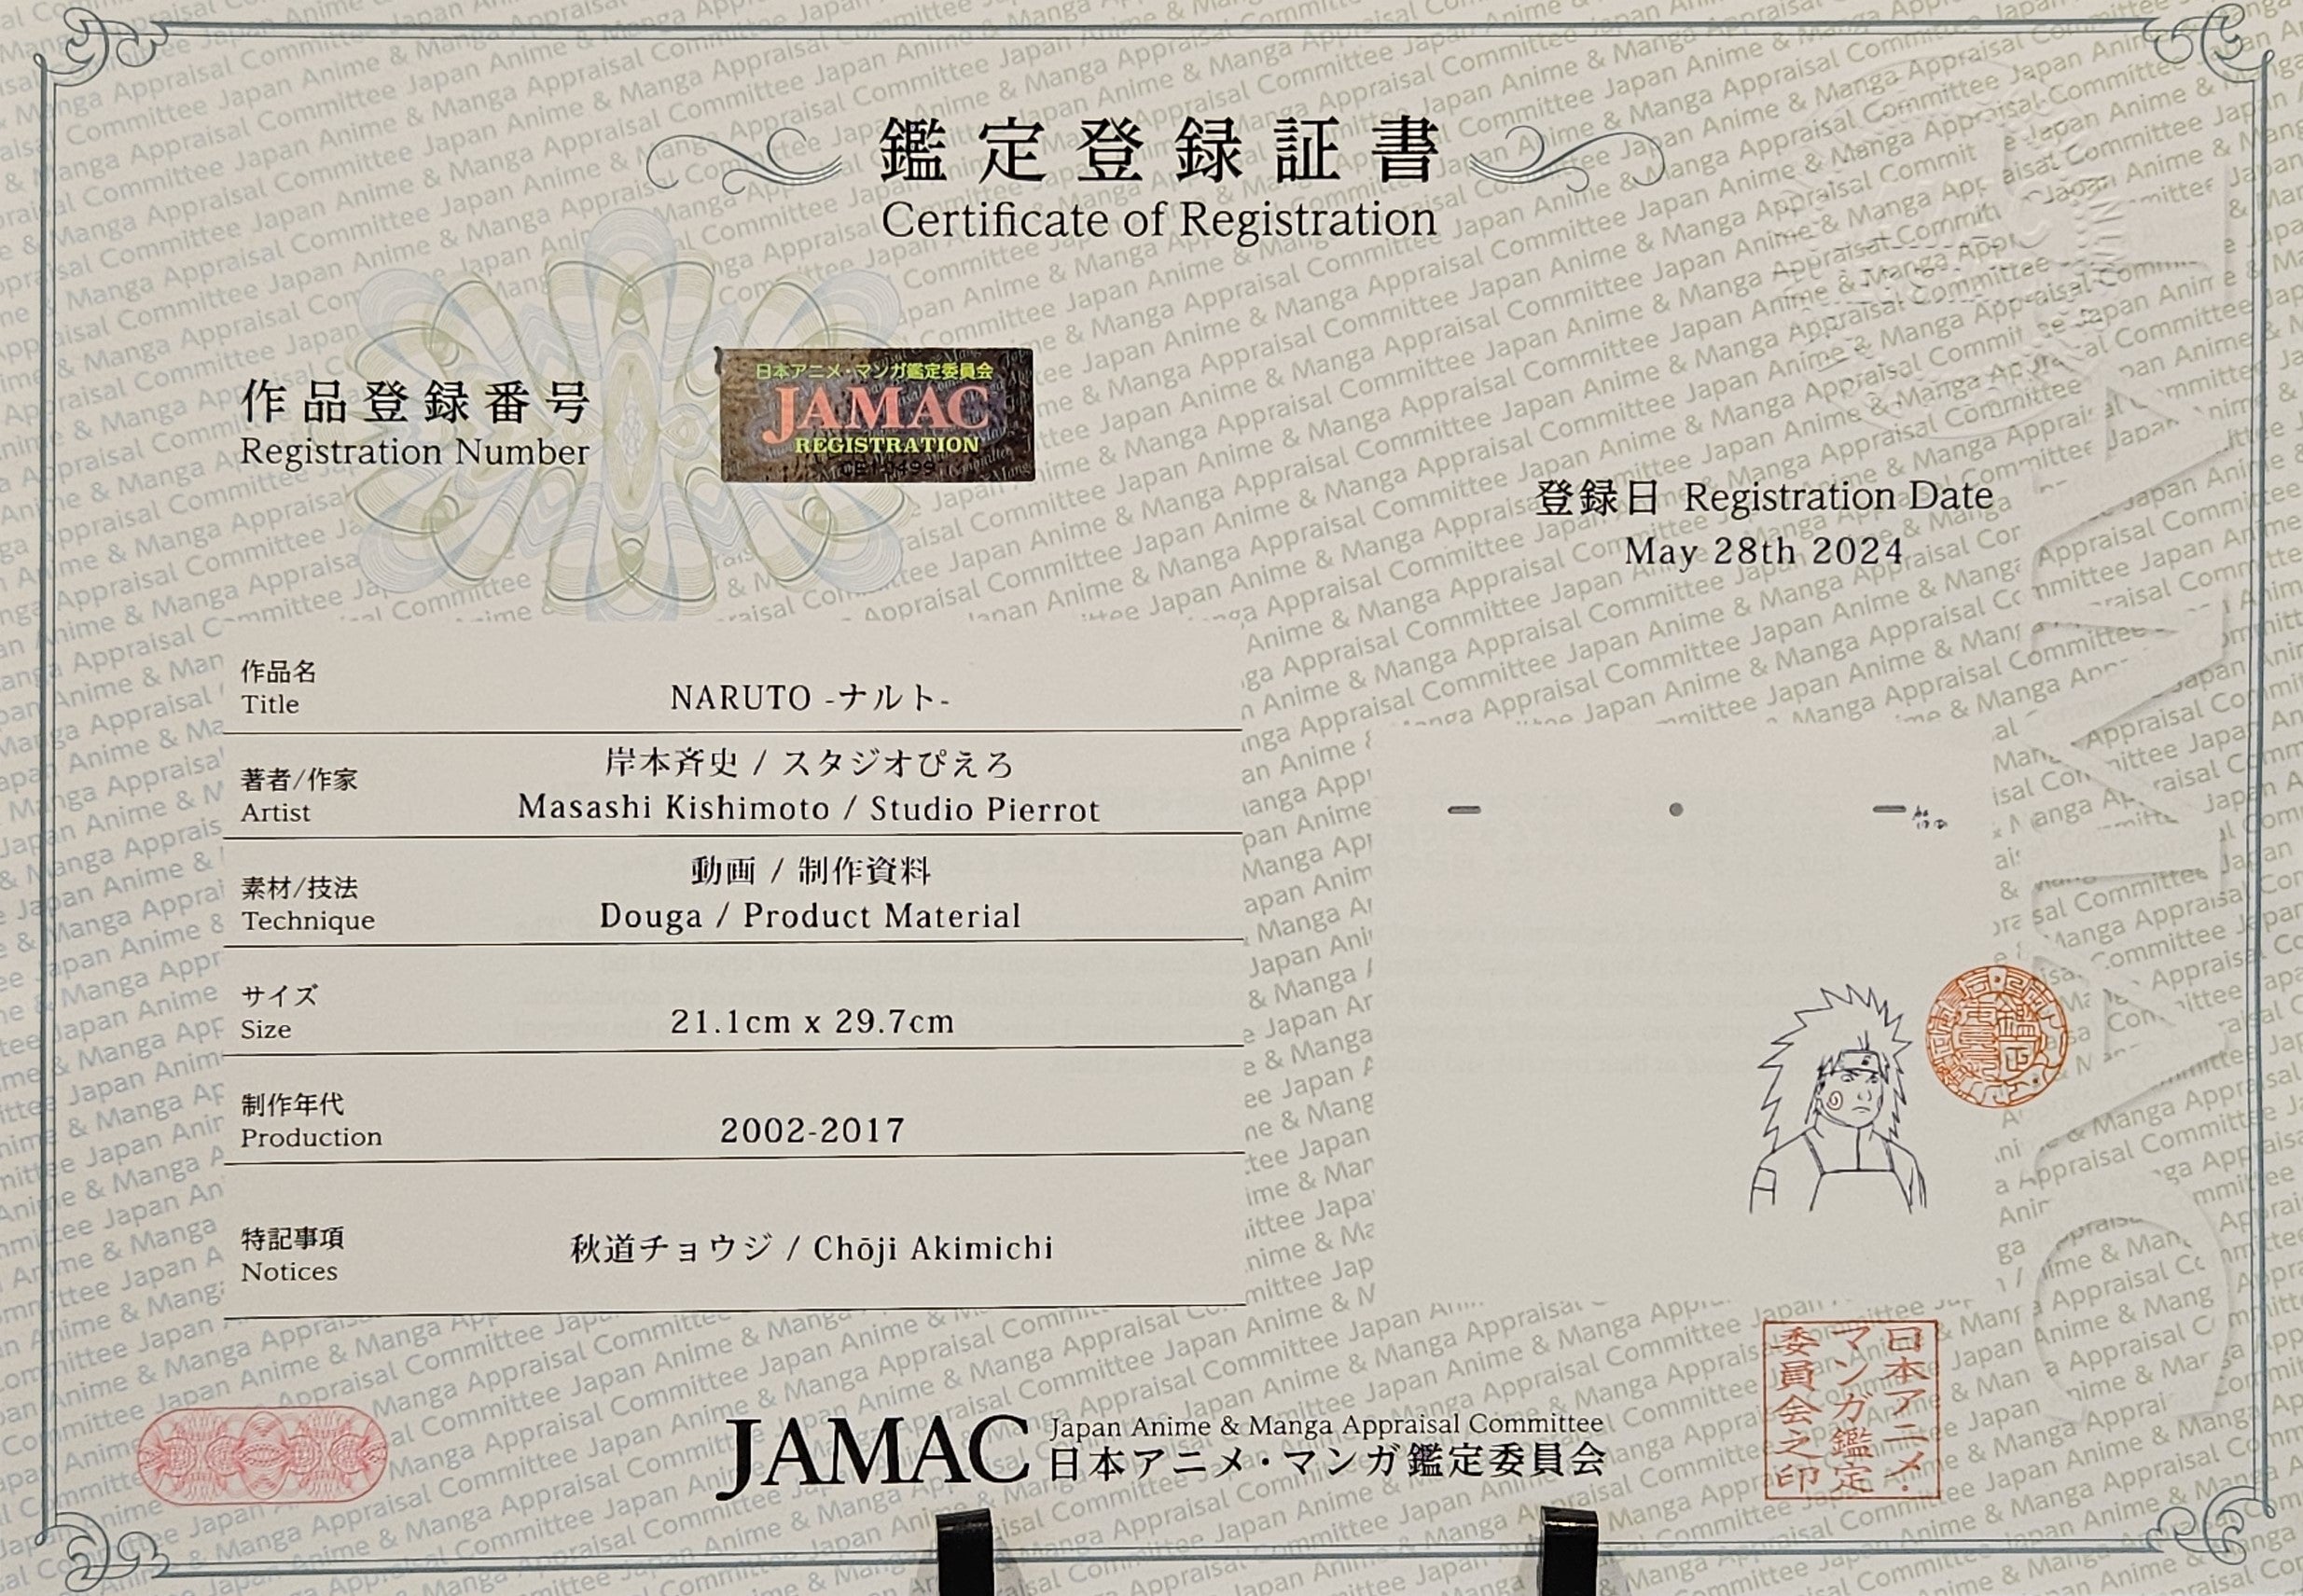 鑑定登録証書
Certificate of Registration
作品登録番号
Registration Number
日本アニメ・マンガ鑑定委員会
JAMAC
REGISTRATION
登録日 Registration Date
May 28th 2024
作品名
Title
NARUTO -ナルト-
著者/作家
Artist
岸本斉史 / スタジオぴえろ
Masashi Kishimoto / Studio Pierrot
素材/技法
Technique
動画 / 制作資料
Douga / Product Material
サイズ
Size
21.1cm x 29.7cm
制作年代
Production
2002-2017
特記事項
Notices
秋道チョウジ / Chōji Akimichi
JAMAC
Japan Anime & Manga Appraisal Committee
日本アニメ・マンガ鑑定委員会
日本アニメ・
マンガ鑑定
委員会之印